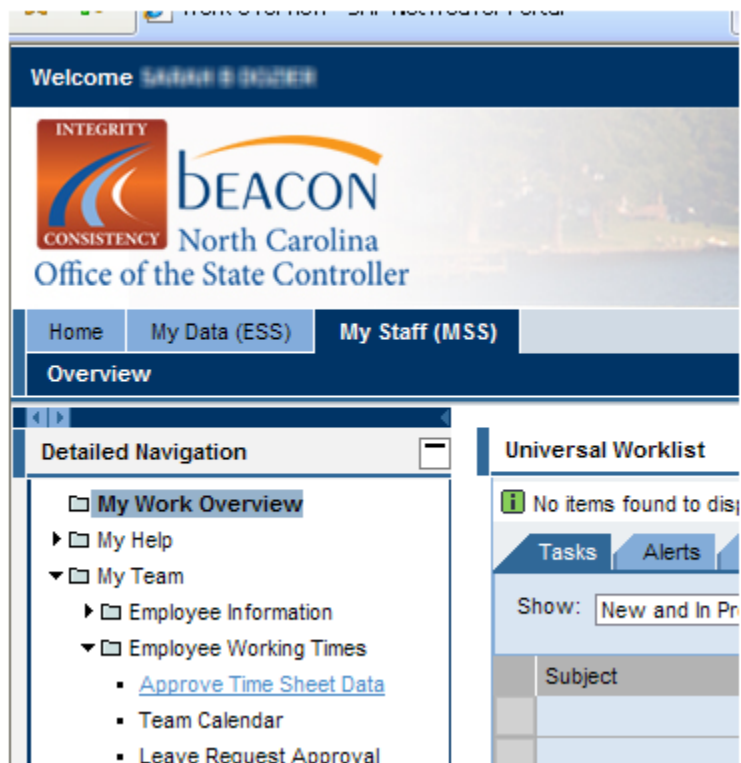 Welcome
INTEGRITY
CONSISTENCY
bEACON
North Carolina
Office of the State Controller
Home My Data (ESS) My Staff (MSS)
Overview
Detailed Navigation
My Work Overview
My Help
My Team
Employee Information
Employee Working Times
Approve Time Sheet Data
Team Calendar
Leave Request Approval
Universal Worklist
No items found to disp
Tasks Alerts
Show: New and In Pr
Subject